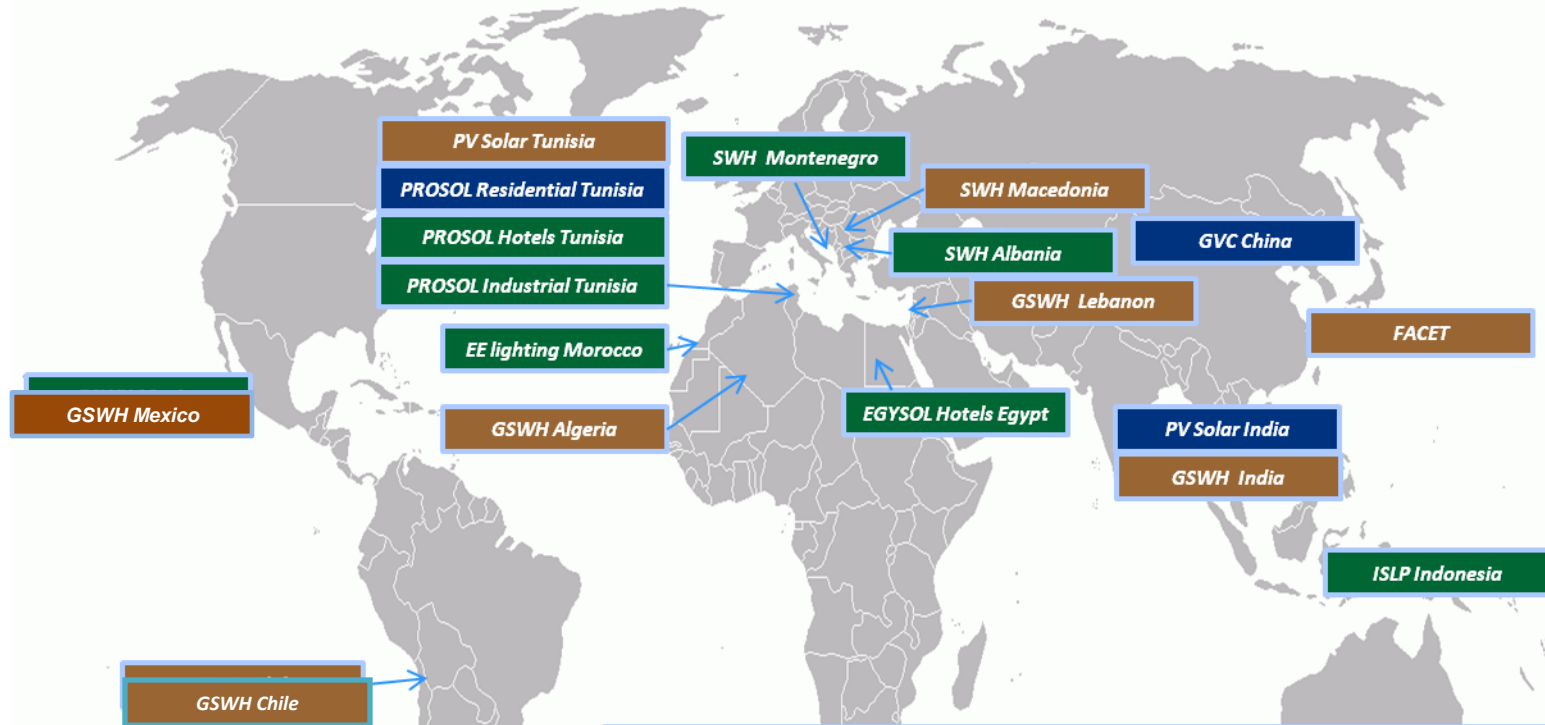 PV Solar Tunisia
PROSOL Residential Tunisia
PROSOL Hotels Tunisia
PROSOL Industrial Tunisia
SWH Montenegro
SWH Macedonia
SWH Albania
GVC China
GSWH Lebanon
FACET
EE lighting Morocco
GSWH Mexico
GSWH Algeria
EGYSOL Hotels Egypt
PV Solar India
GSWH India
ISLP Indonesia
GSWH Chile